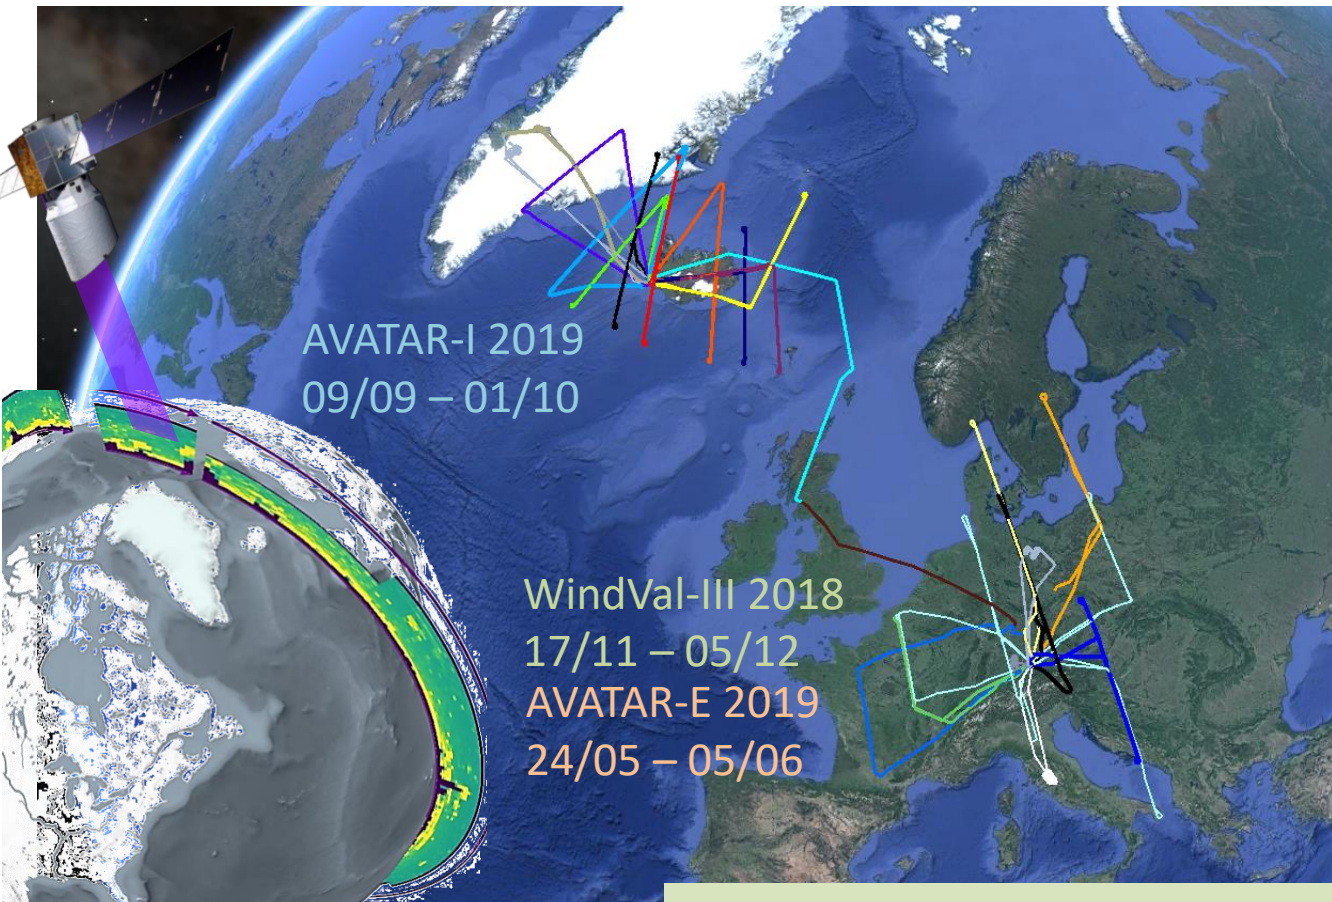 AVATAR-I 2019
09/09 – 01/10
WindVal-III 2018
17/11 – 05/12
AVATAR-E 2019
24/05 – 05/06